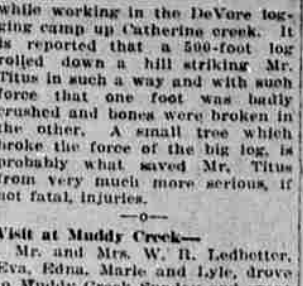 while working in the DeVore log-
ging camp up Catherine creek. It
is reported that a 500-foot log
rolled down a hill striking Mr.
Titus in such a way and with such
force that one foot was badly
crushed and bones were broken in
the other. A small tree which
broke the force of the big log, is
probably what saved Mr. Titus
from very much more serious, if
not fatal, injuries.
—o—
Visit at Muddy Creek—
Mr. and Mrs. W. R. Ledbetter,
Eva, Edna, Marie and Lyle, drove
to Muddy Creek